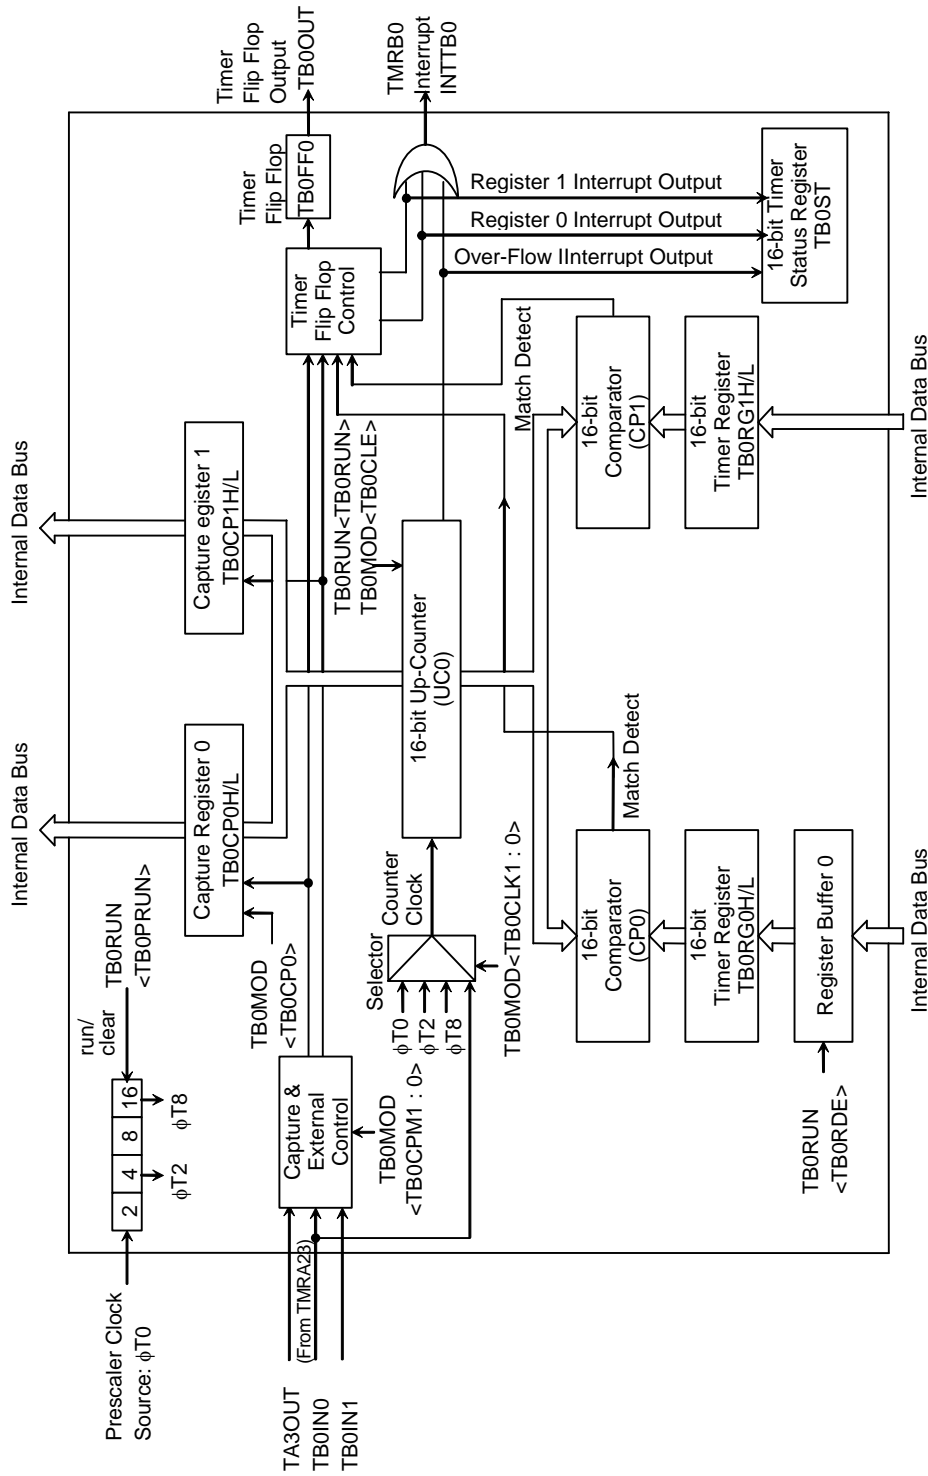 Internal Data Bus
Internal Data Bus
Prescaler Clock
Source: ϕT0
2
4
8
16
ϕT2
ϕT8
run/
clear
TB0RUN
<TB0PRUN>
TB0MOD
<TB0CP0>
Capture Register 0
TB0CP0H/L
Capture egister 1
TB0CP1H/L
TA3OUT
(From TMRA23)
TB0IN0
TB0IN1
Capture &
External
Control
TB0MOD
<TB0CPM1 : 0>
Selector
ϕT0
ϕT2
ϕT8
Counter
Clock
TB0MOD<TB0CLK1 : 0>
16-bit Up-Counter
(UC0)
TB0RUN<TB0RUN>
TB0MOD<TB0CLE>
Timer
Flip Flop
Control
Timer
Flip Flop
TB0FF0
Timer
Flip Flop
Output
TB0OUT
TMRB0
Interrupt
INTTB0
Register 1 Interrupt Output
Register 0 Interrupt Output
Over-Flow IInterrupt Output
16-bit Timer
Status Register
TB0ST
Match Detect
Match Detect
16-bit
Comparator
(CP0)
16-bit
Comparator
(CP1)
16-bit
Timer Register
TB0RG0H/L
16-bit
Timer Register
TB0RG1H/L
Register Buffer 0
TB0RUN
<TB0RDE>
Internal Data Bus
Internal Data Bus